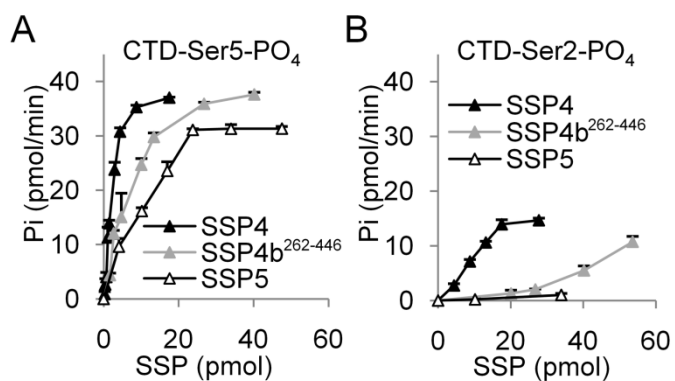 A
CTD-Ser5-PO4
Pi (pmol/min)
40
30
20
10
0
SSP4
SSP4b262-446
SSP5
0 20 40 60
SSP (pmol)
B
CTD-Ser2-PO4
Pi (pmol/min)
40
30
20
10
0
SSP4
SSP4b262-446
SSP5
0 20 40 60
SSP (pmol)